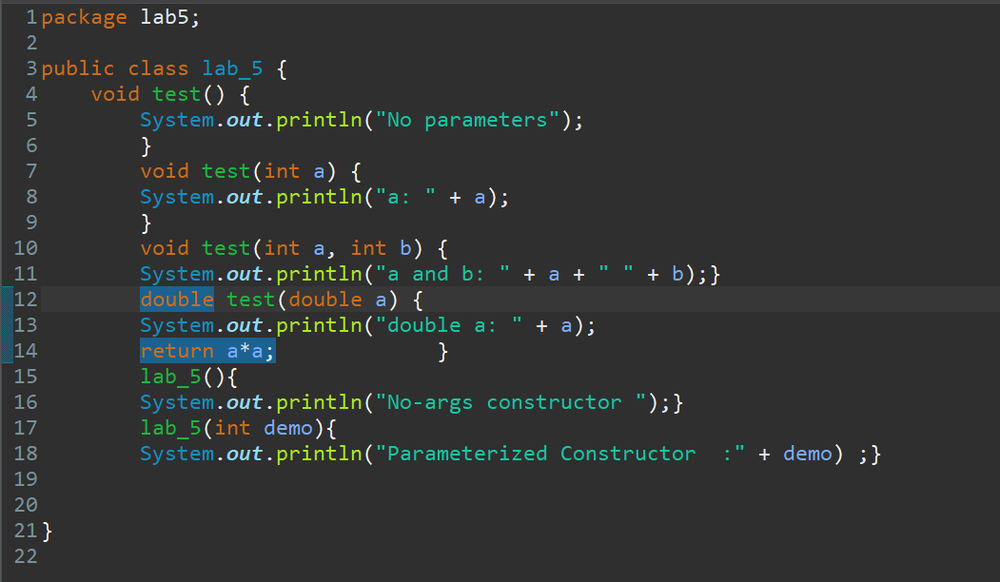 1 package lab5;
2
3 public class lab_5 {
4     void test() {
5         System.out.println("No parameters");
6         }
7         void test(int a) {
8         System.out.println("a: " + a);
9         }
10         void test(int a, int b) {
11         System.out.println("a and b: " + a + " " + b);}
12         double test(double a) {
13         System.out.println("double a: " + a);
14         return a*a;             }
15         lab_5(){
16         System.out.println("No-args constructor ");}
17         lab_5(int demo){
18         System.out.println("Parameterized Constructor  :" + demo) ;}
19
20
21 }
22